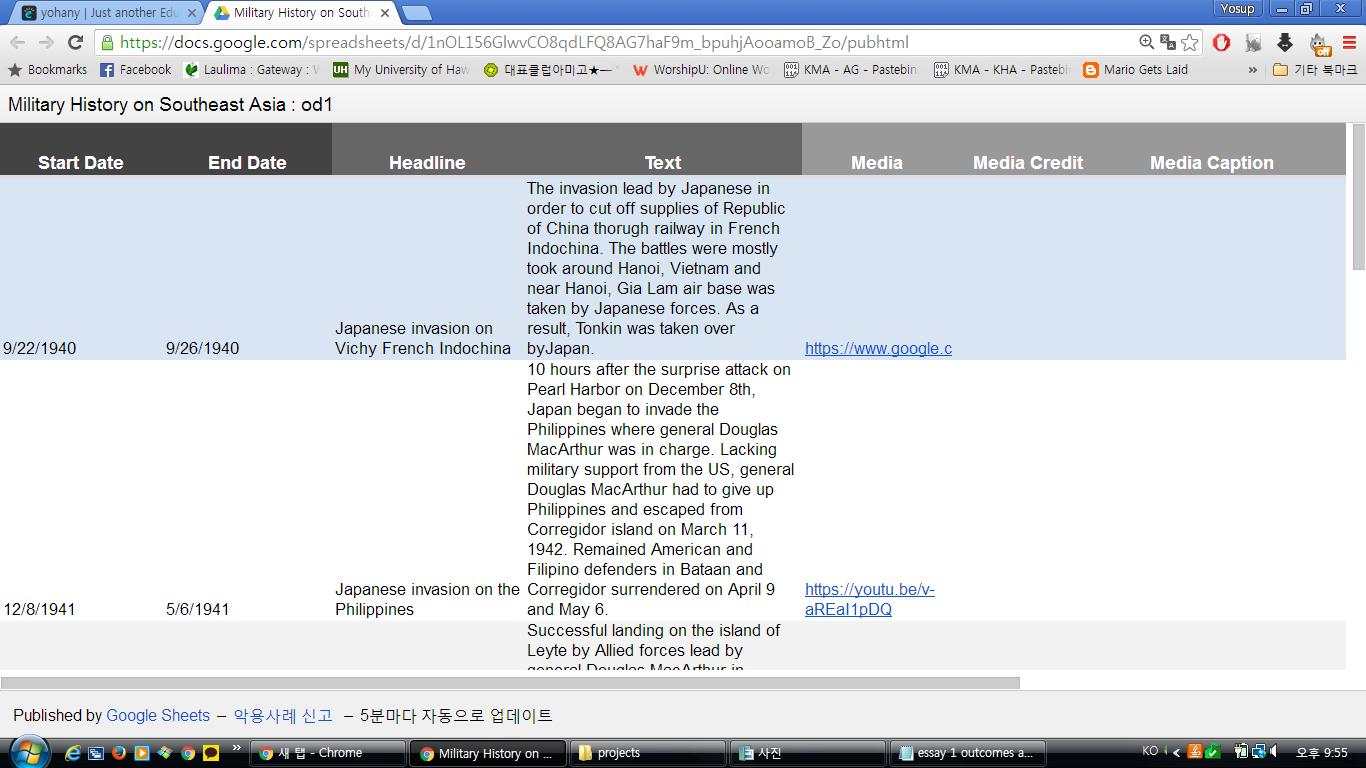 yohany | Just another Edu
Military History on South
Yosup
https://docs.google.com/spreadsheets/d/1nOL156GlwvCO8qdLFQ8AG7haF9m_bpuhjAooamoB_Zo/pubhtml
off
Bookmarks Facebook Laulima : Gateway : W UH My University of Haw 대표클럽아미고★―" WorshipU: Online Wo KMA - AG - Pastebin KMA - KHA - Pastebi Mario Gets Laid » 기타 북마크
Military History on Southeast Asia : od1
Start Date End Date Headline Text Media Media Credit Media Caption
The invasion lead by Japanese in
order to cut off supplies of Republic
of China thorugh railway in French
Indochina. The battles were mostly
took around Hanoi, Vietnam and
near Hanoi, Gia Lam air base was
taken by Japanese forces. As a
result, Tonkin was taken over
byJapan.
Japanese invasion on
Vichy French Indochina
9/22/1940 9/26/1940 https://www.google.c
10 hours after the surprise attack on
Pearl Harbor on December 8th,
Japan began to invade the
Philippines where general Douglas
MacArthur was in charge. Lacking
military support from the US, general
Douglas MacArthur had to give up
Philippines and escaped from
Corregidor island on March 11,
1942. Remained American and
Filipino defenders in Bataan and
Corregidor surrendered on April 9
and May 6.
Japanese invasion on the
Philippines
12/8/1941 5/6/1941
https://youtu.be/v-
aREaI1pDQ
Successful landing on the island of
Leyte by Allied forces lead by
general Douglas MacArthur in
Published by Google Sheets – 악용사례 신고 – 5분마다 자동으로 업데이트
» 새 탭 - Chrome Military History on ... projects 사진 essay 1 outcomes a... KO 오후 9:55